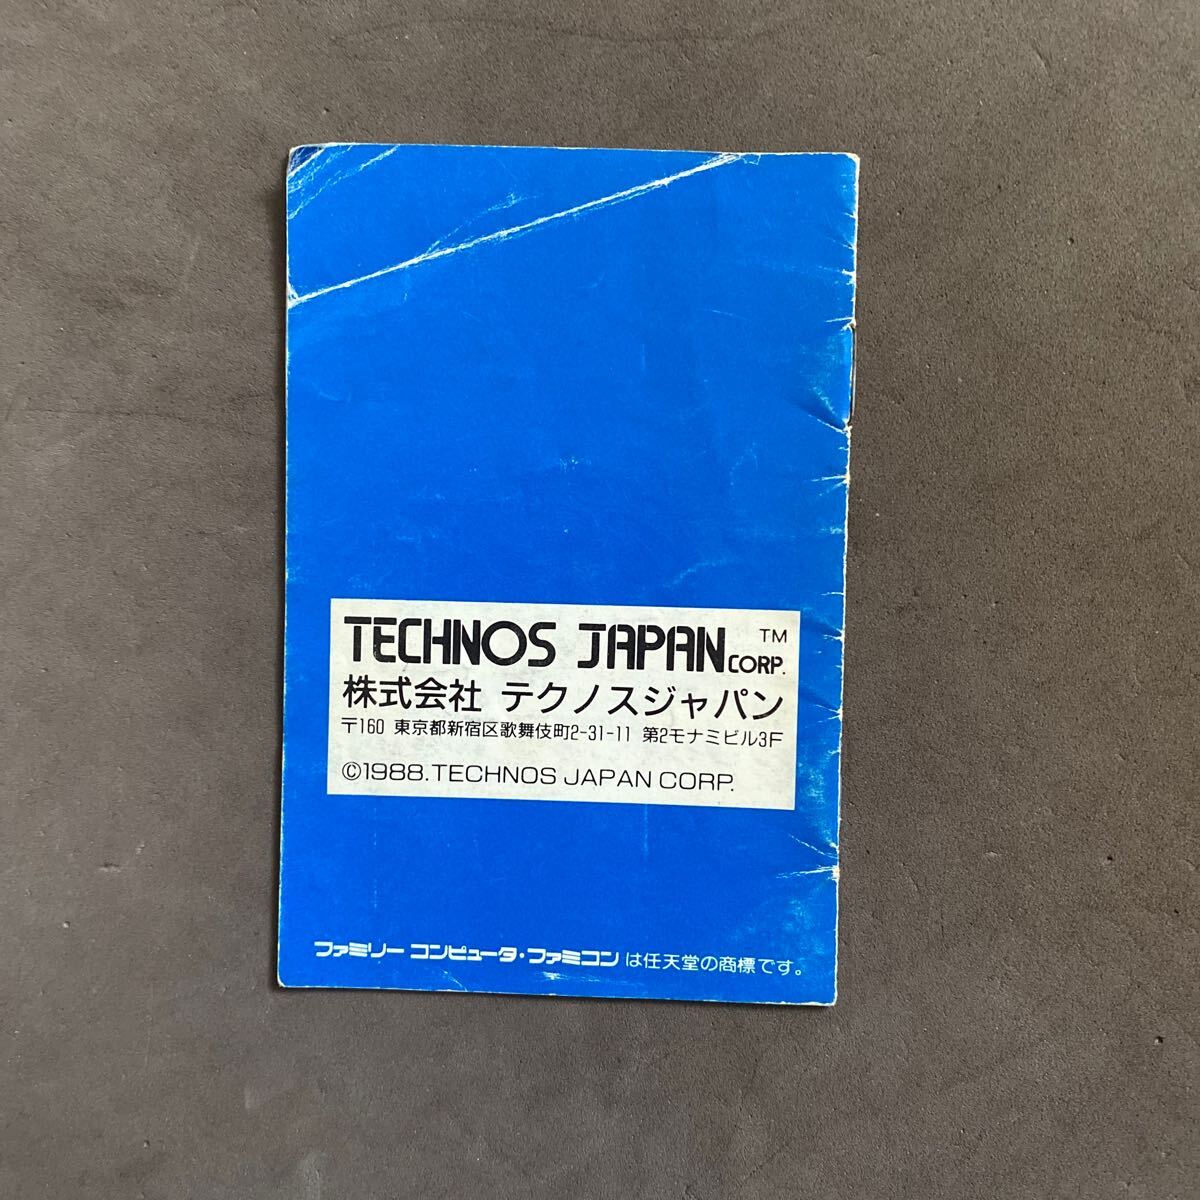 TECHNOS JAPAN CORP. TM
株式会社 テクノスジャパン
〒160 東京都新宿区歌舞伎町2-31-11 第2モナミビル3F
©1988.TECHNOS JAPAN CORP.
ファミリー コンピュータ・ファミコン は任天堂の商標です。